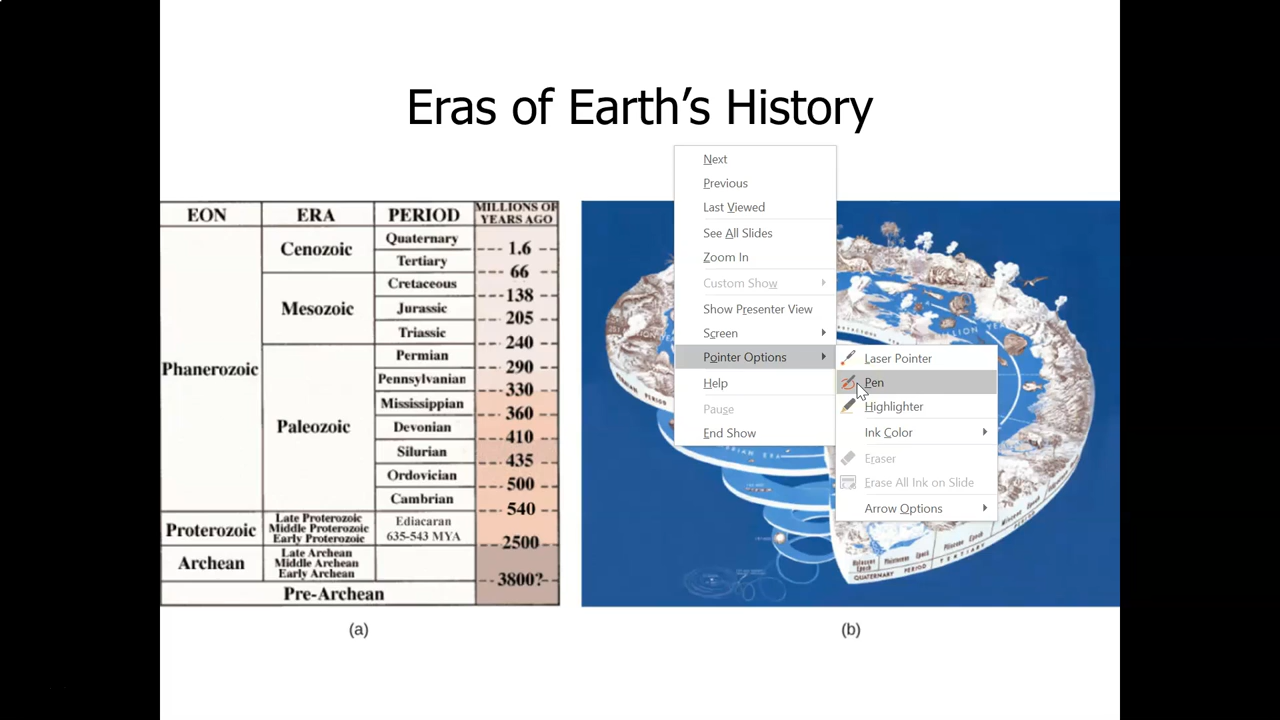 Eras of Earth's History
EON
ERA
PERIOD
MILLIONS OF
YEARS AGO
Phanerozoic
Cenozoic
Quaternary
1.6
Tertiary
66
Mesozoic
Cretaceous
138
Jurassic
205
Triassic
240
Paleozoic
Permian
290
Pennsylvanian
330
Mississippian
360
Devonian
410
Silurian
435
Ordovician
500
Cambrian
540
Proterozoic
Late Proterozoic
Middle Proterozoic
Early Proterozoic
Ediacaran
635-543 MYA
2500
Archean
Late Archean
Middle Archean
Early Archean
3800?
Pre-Archean
(a)
Next
Previous
Last Viewed
See All Slides
Zoom In
Custom Show
Show Presenter View
Screen
Pointer Options
Help
Pause
End Show
Laser Pointer
Pen
Highlighter
Ink Color
Eraser
Erase All Ink on Slide
Arrow Options
QUATERNARY PERIOD
TERTIARY
(b)